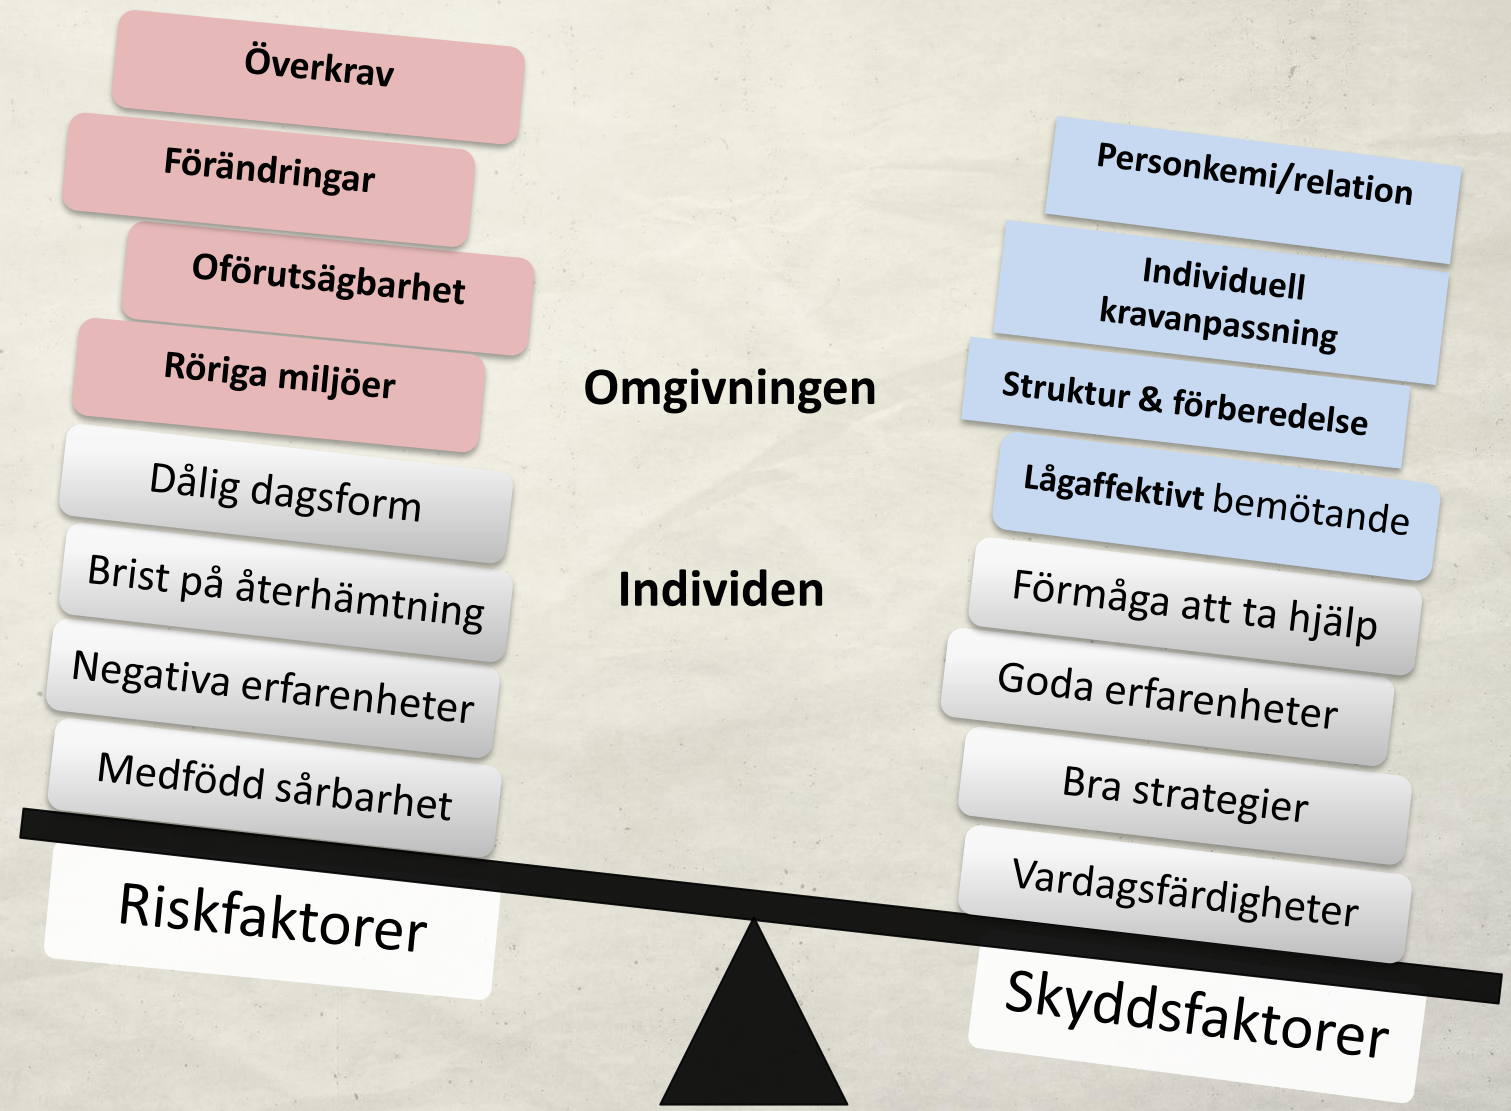 Överkrav
Förändringar
Oförutsägbarhet
Röriga miljöer
Dålig dagsform
Brist på återhämtning
Negativa erfarenheter
Medfödd sårbarhet
Riskfaktorer
Omgivningen
Individen
Personkemi/relation
Individuell
kravanpassning
Struktur & förberedelse
Lågaffektivt bemötande
Förmåga att ta hjälp
Goda erfarenheter
Bra strategier
Vardagsfärdigheter
Skyddsfaktorer